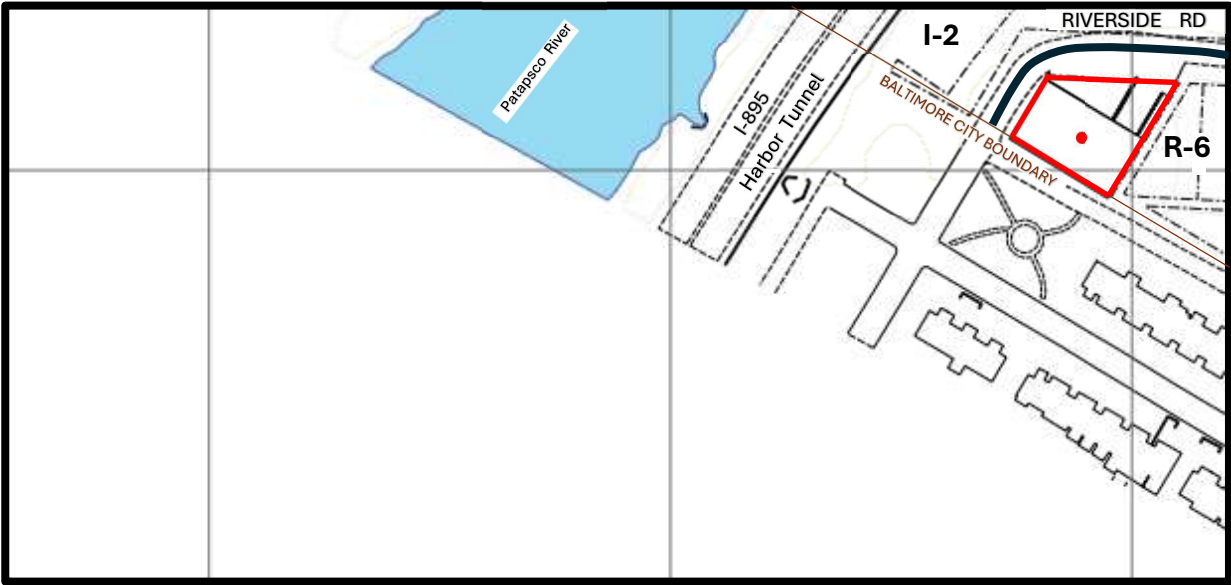 RIVERSIDE RD
I-2
Patapsco River
I-895
Harbor Tunnel
BALTIMORE CITY BOUNDARY
R-6